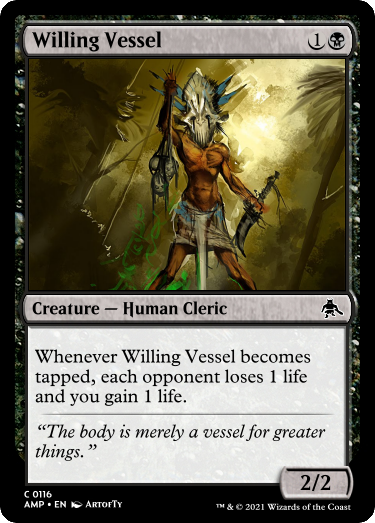 Willing Vessel 1
Creature — Human Cleric
Whenever Willing Vessel becomes
tapped, each opponent loses 1 life
and you gain 1 life.
“The body is merely a vessel for greater
things.”
2/2
C 0116
AMP • EN ArtofTy
™ & © 2021 Wizards of the Coast